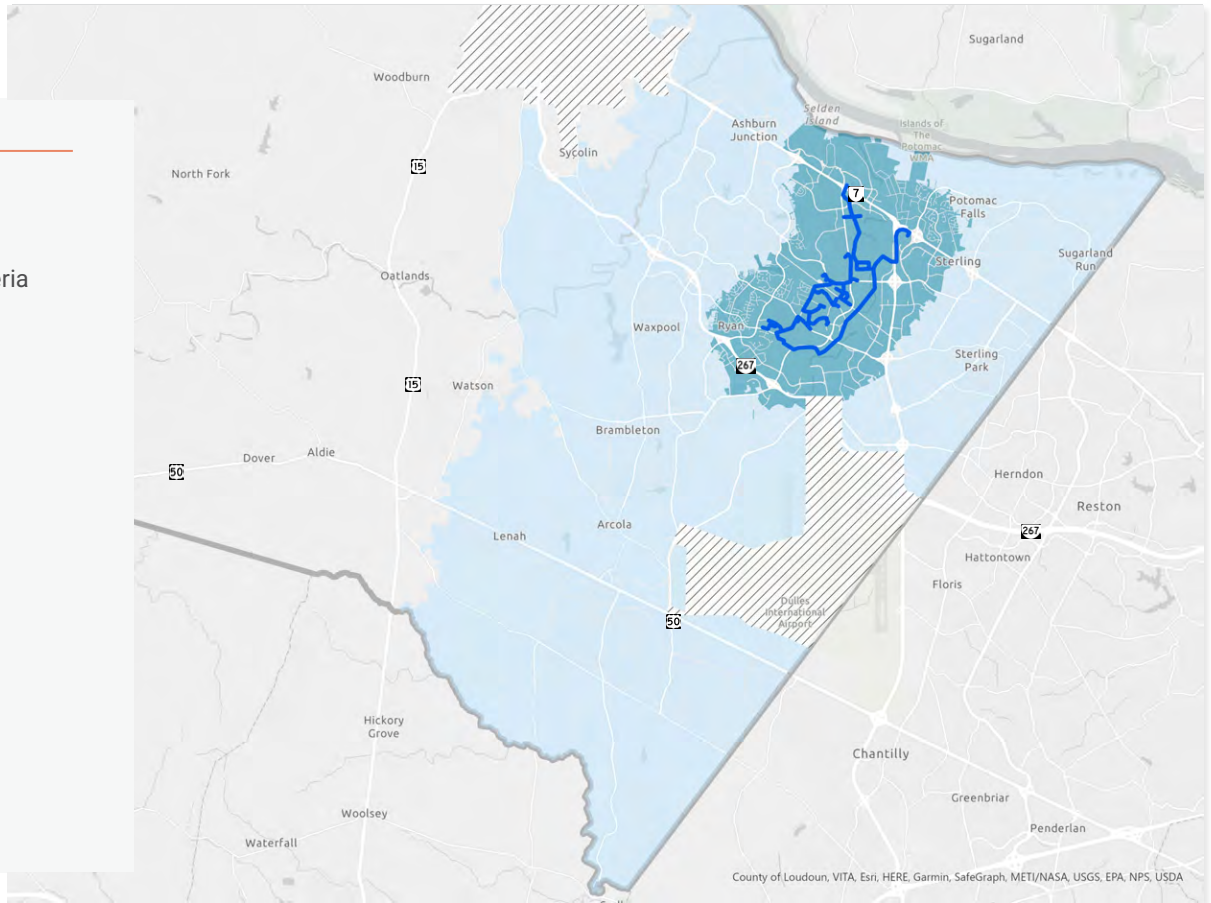 eria
Sugarland
Woodburn
Selden
Island
Ashburn
Junction
Islands of
The
Potomac
WMA
Sycolin
15
North Fork
7
Potomac
Falls
Sugarland
Run
Sterling
Oatlands
Waxpool
Ryan
Sterling
Park
267
15
Watson
Brambleton
Dover
Aldie
50
Herndon
Reston
Arcola
Lenah
267
Hattontown
Floris
Dulles
International
Airport
50
Hickory
Grove
Chantilly
Greenbriar
Woolsey
Penderlan
Waterfall
County of Loudoun, VITA, Esri, HERE, Garmin, SafeGraph, METI/NASA, USGS, EPA, NPS, USDA